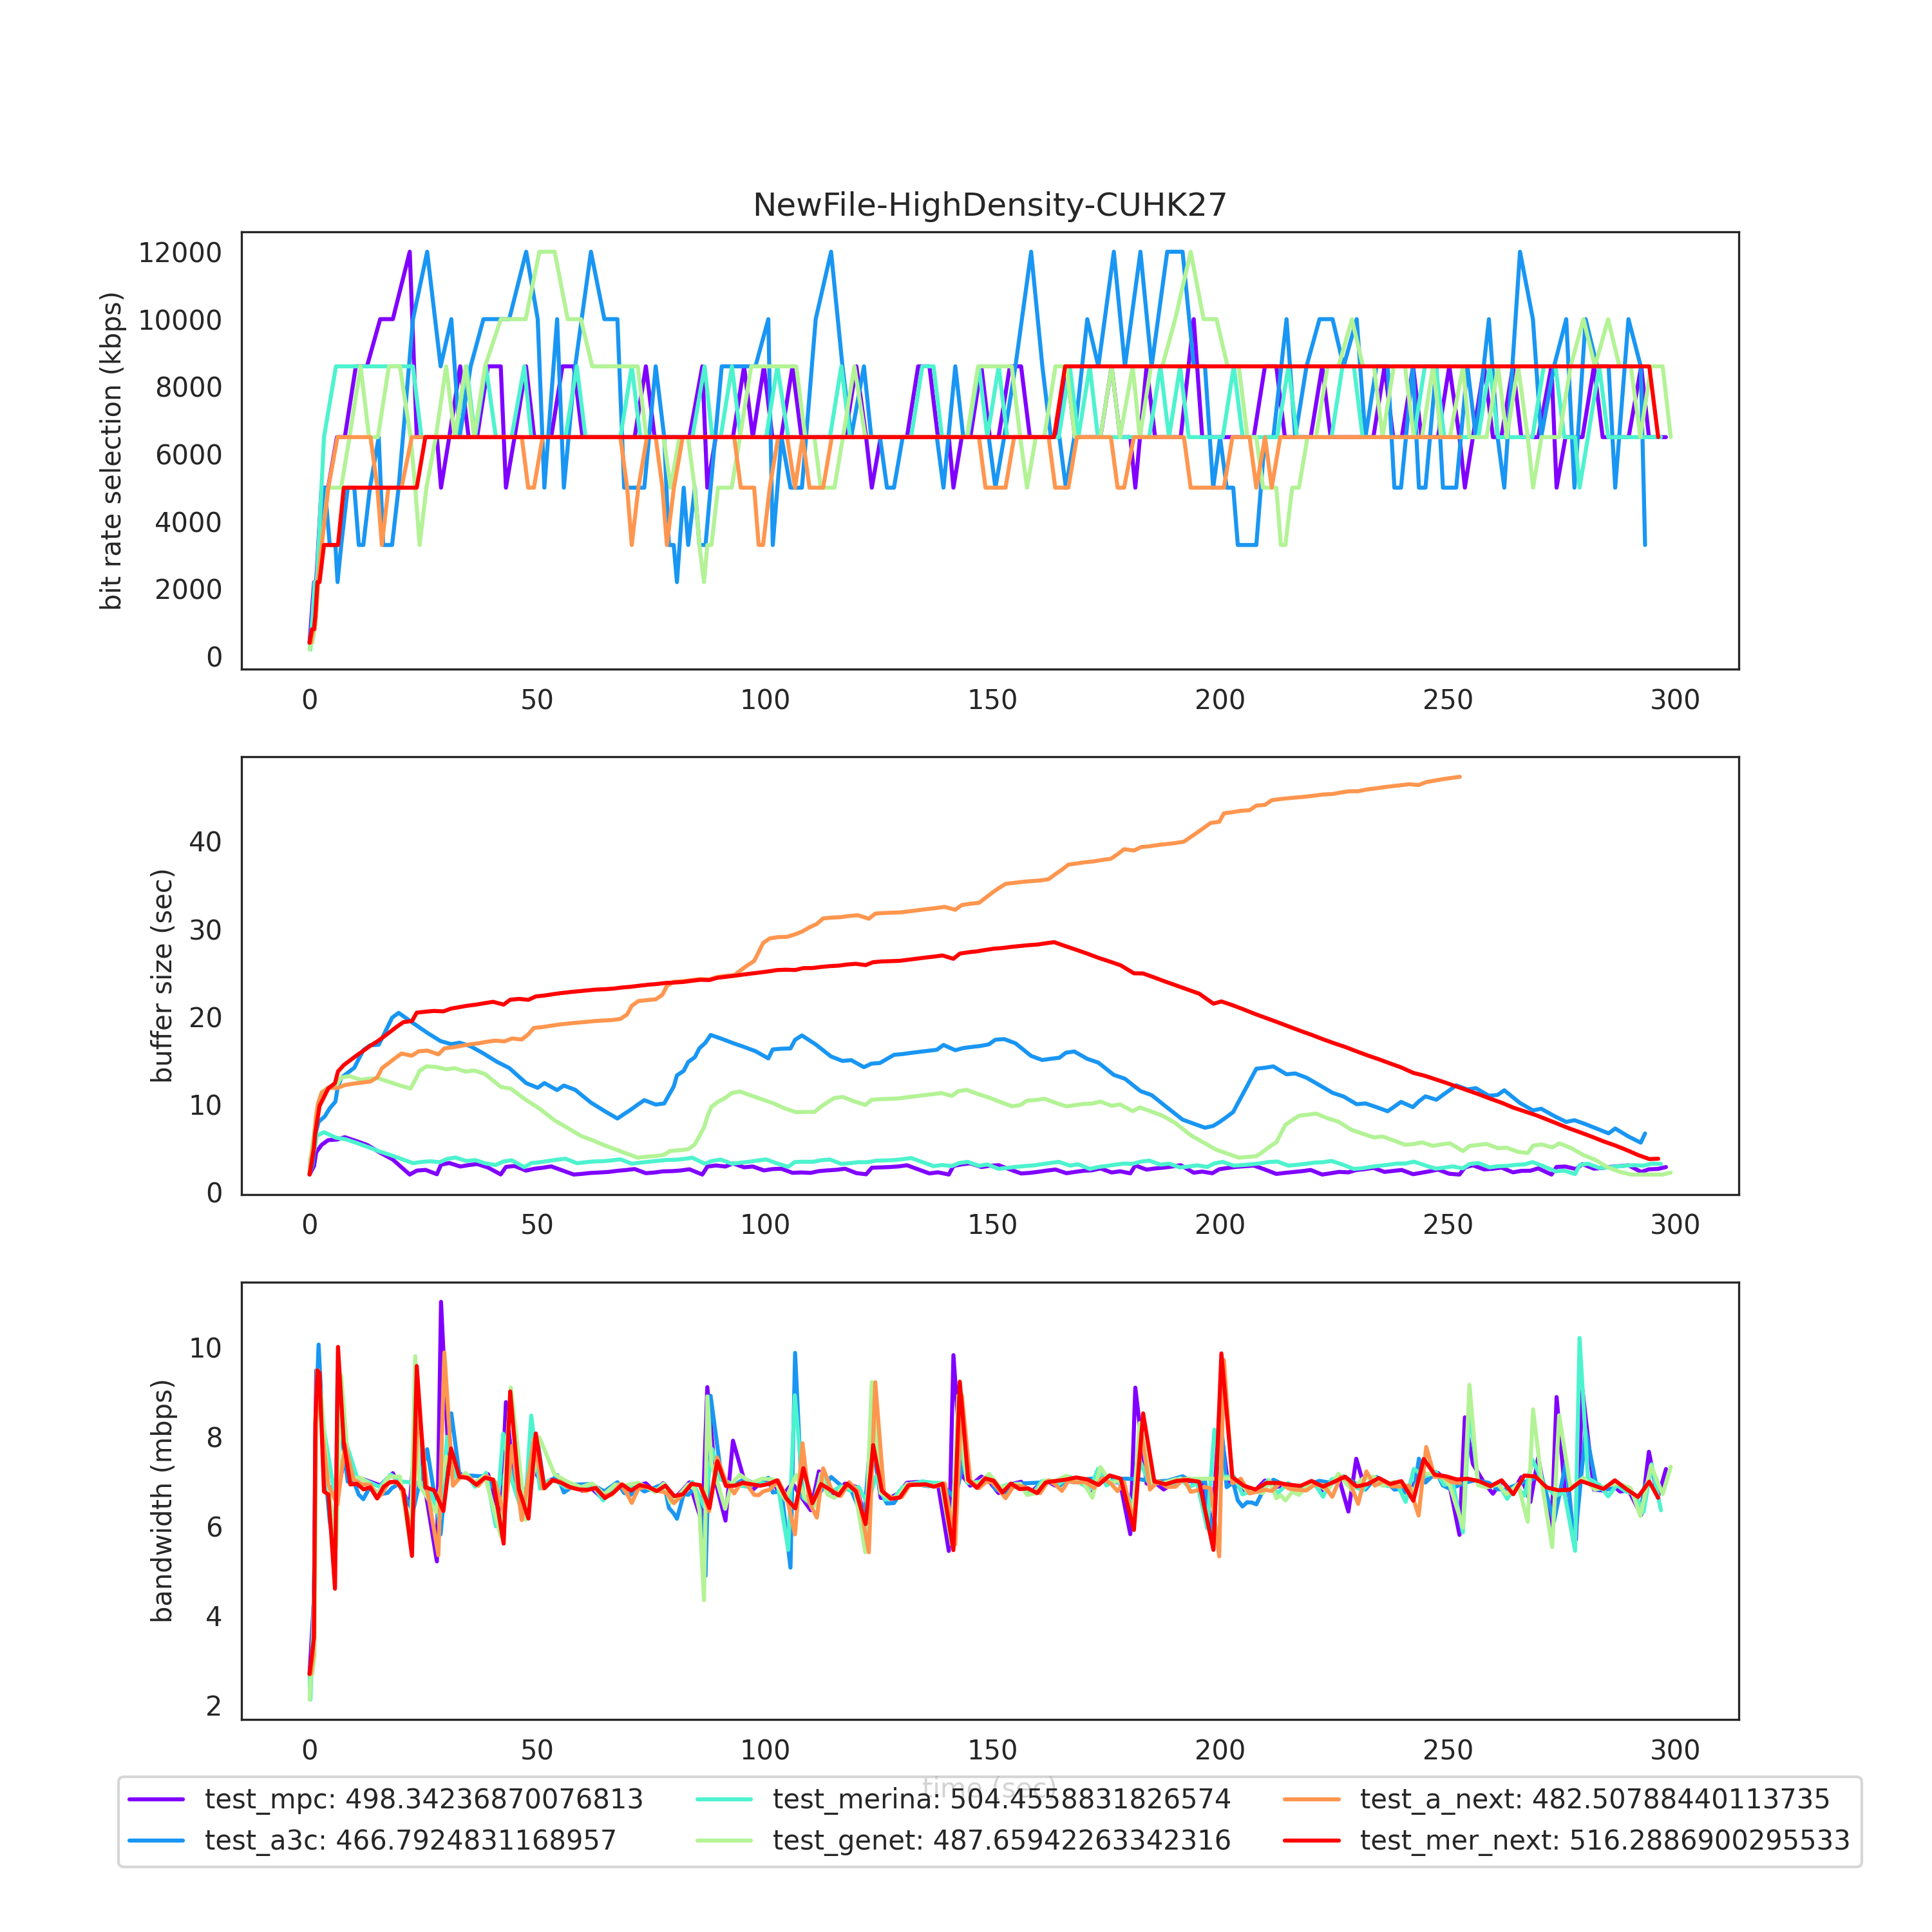 NewFile-HighDensity-CUHK27
bit rate selection (kbps)
12000
10000
8000
6000
4000
2000
0
0 50 100 150 200 250 300
buffer size (sec)
40
30
20
10
0
0 50 100 150 200 250 300
bandwidth (mbps)
10
8
6
4
2
0 50 100 150 200 250 300
time (sec)
test_mpc: 498.34236870076813
test_a3c: 466.7924831168957
test_merina: 504.4558831826574
test_genet: 487.65942263342316
test_a_next: 482.50788440113735
test_mer_next: 516.2886900295533